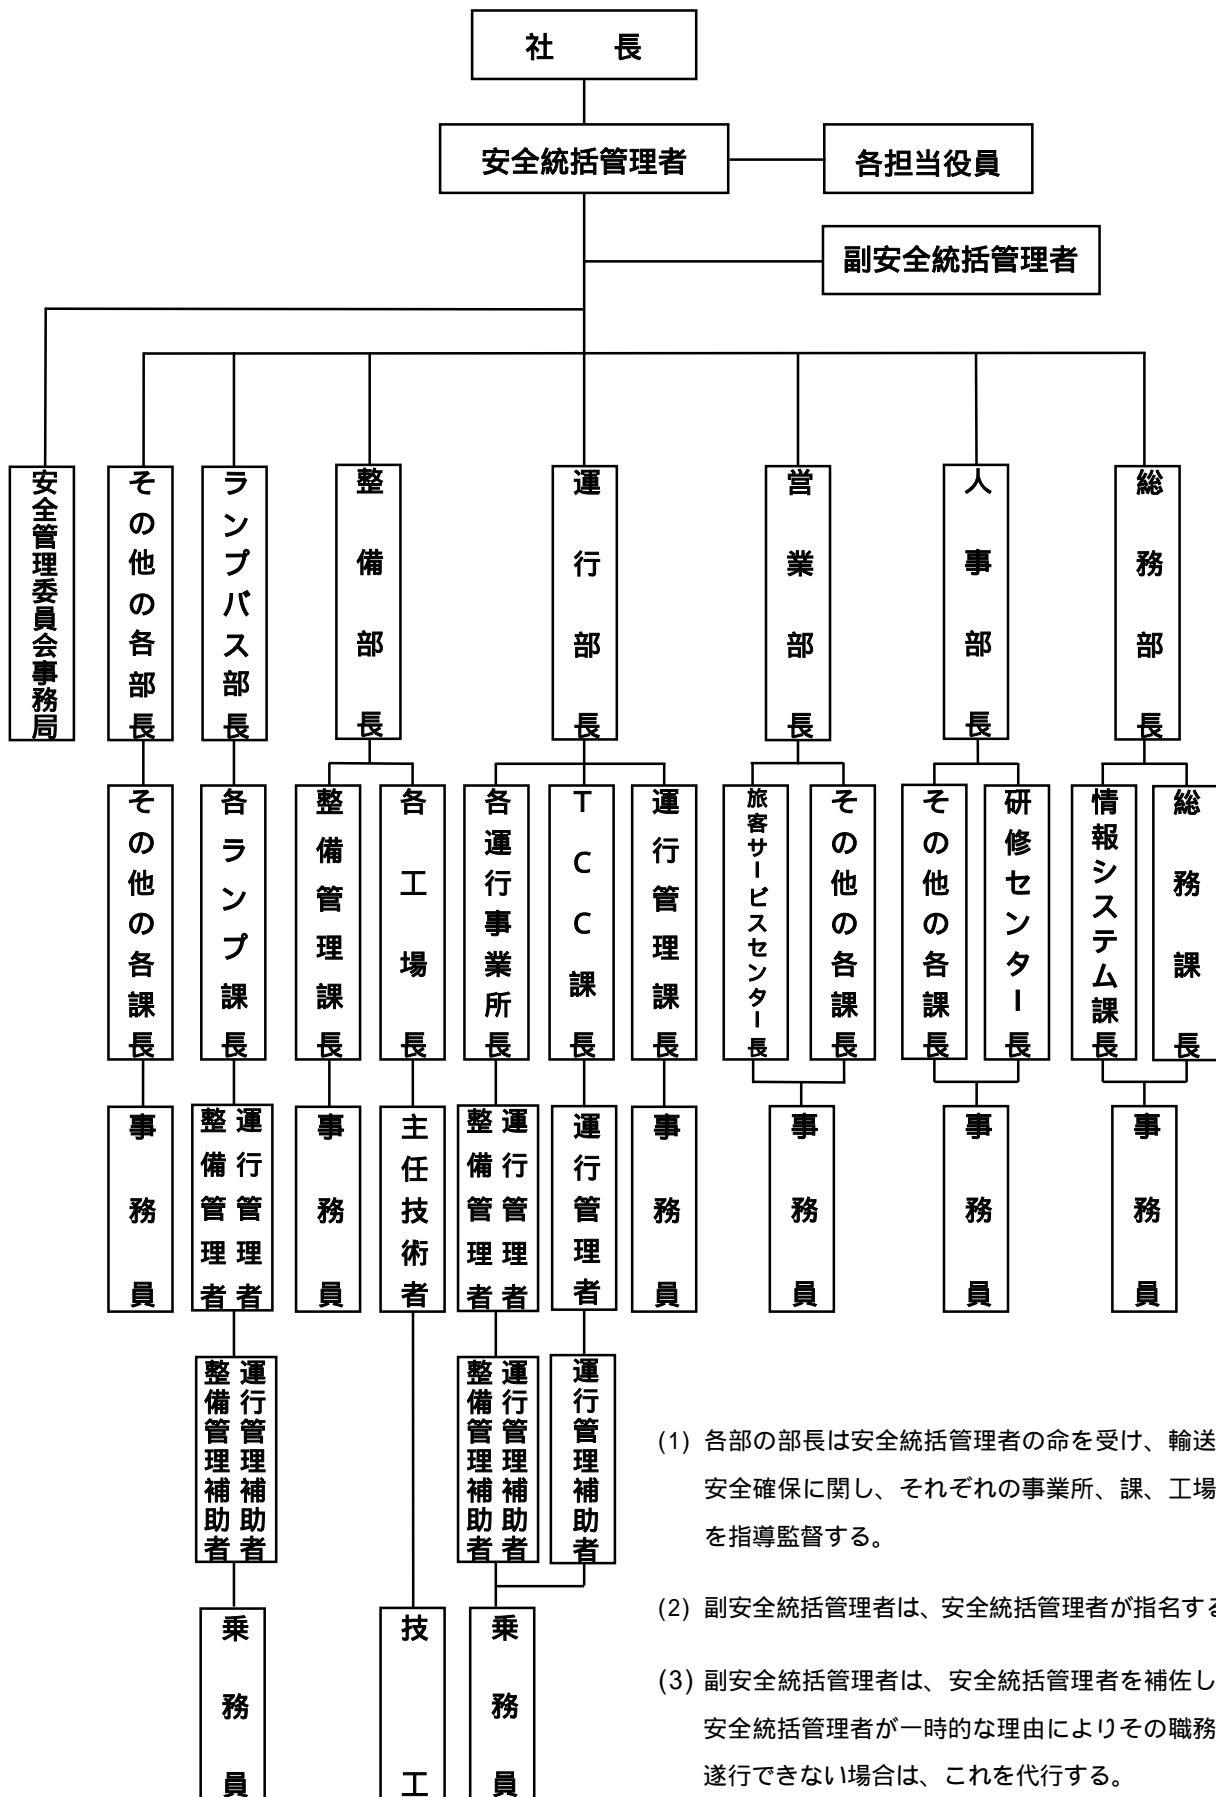 社 長
安全統括管理者
各担当役員
副安全統括管理者
安全管理委員会事務局
その他の各部長
ランプバス部長
整備部長
運行部長
営業部長
人事部長
総務部長
その他の各課長
各ランプ課長
整備管理課長
各工場長
各運行事業所長
TCC課長
運行管理課長
旅客サービスセンター長
その他の各課長
その他の各課長
研修センター長
情報システム課長
総務課長
事務員
運行管理者
整備管理者
事務員
主任技術者
運行管理者
整備管理者
運行管理者
事務員
事務員
事務員
事務員
運行管理補助者
整備管理補助者
運行管理補助者
整備管理補助者
運行管理補助者
乗務員
技工
乗務員
(1) 各部の部長は安全統括管理者の命を受け、輸送
安全確保に関し、それぞれの事業所、課、工場
を指導監督する。
(2) 副安全統括管理者は、安全統括管理者が指名す
(3) 副安全統括管理者は、安全統括管理者を補佐し
安全統括管理者が一時的な理由によりその職務
遂行できない場合は、これを代行する。